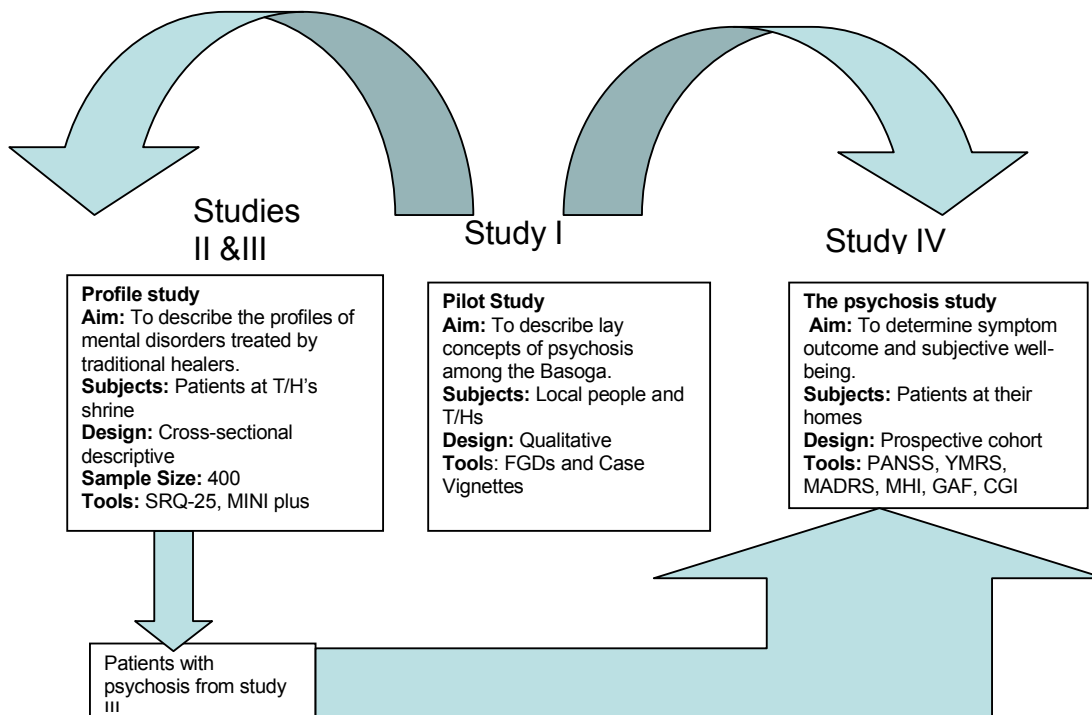 Studies
II &III
Study I
Study IV
Profile study
Aim: To describe the profiles of
mental disorders treated by
traditional healers.
Subjects: Patients at T/H's
shrine
Design: Cross-sectional
descriptive
Sample Size: 400
Tools: SRQ-25, MINI plus
Pilot Study
Aim: To describe lay
concepts of psychosis
among the Basoga.
Subjects: Local people and
T/Hs
Design: Qualitative
Tools: FGDs and Case
Vignettes
The psychosis study
Aim: To determine symptom
outcome and subjective well-
being.
Subjects: Patients at their
homes
Design: Prospective cohort
Tools: PANSS, YMRS,
MADRS, MHI, GAF, CGI
Patients with
psychosis from study
III